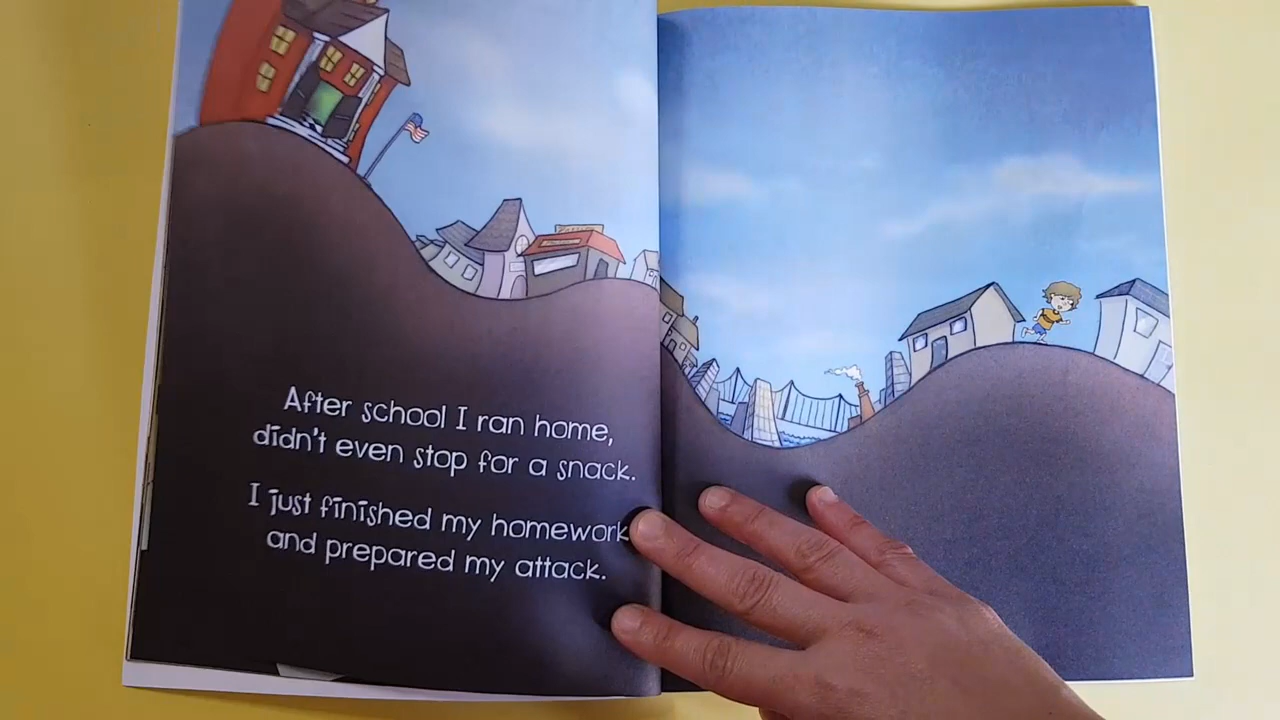 After school I ran home,
didn't even stop for a snack.
I just finished my homework
and prepared my attack.